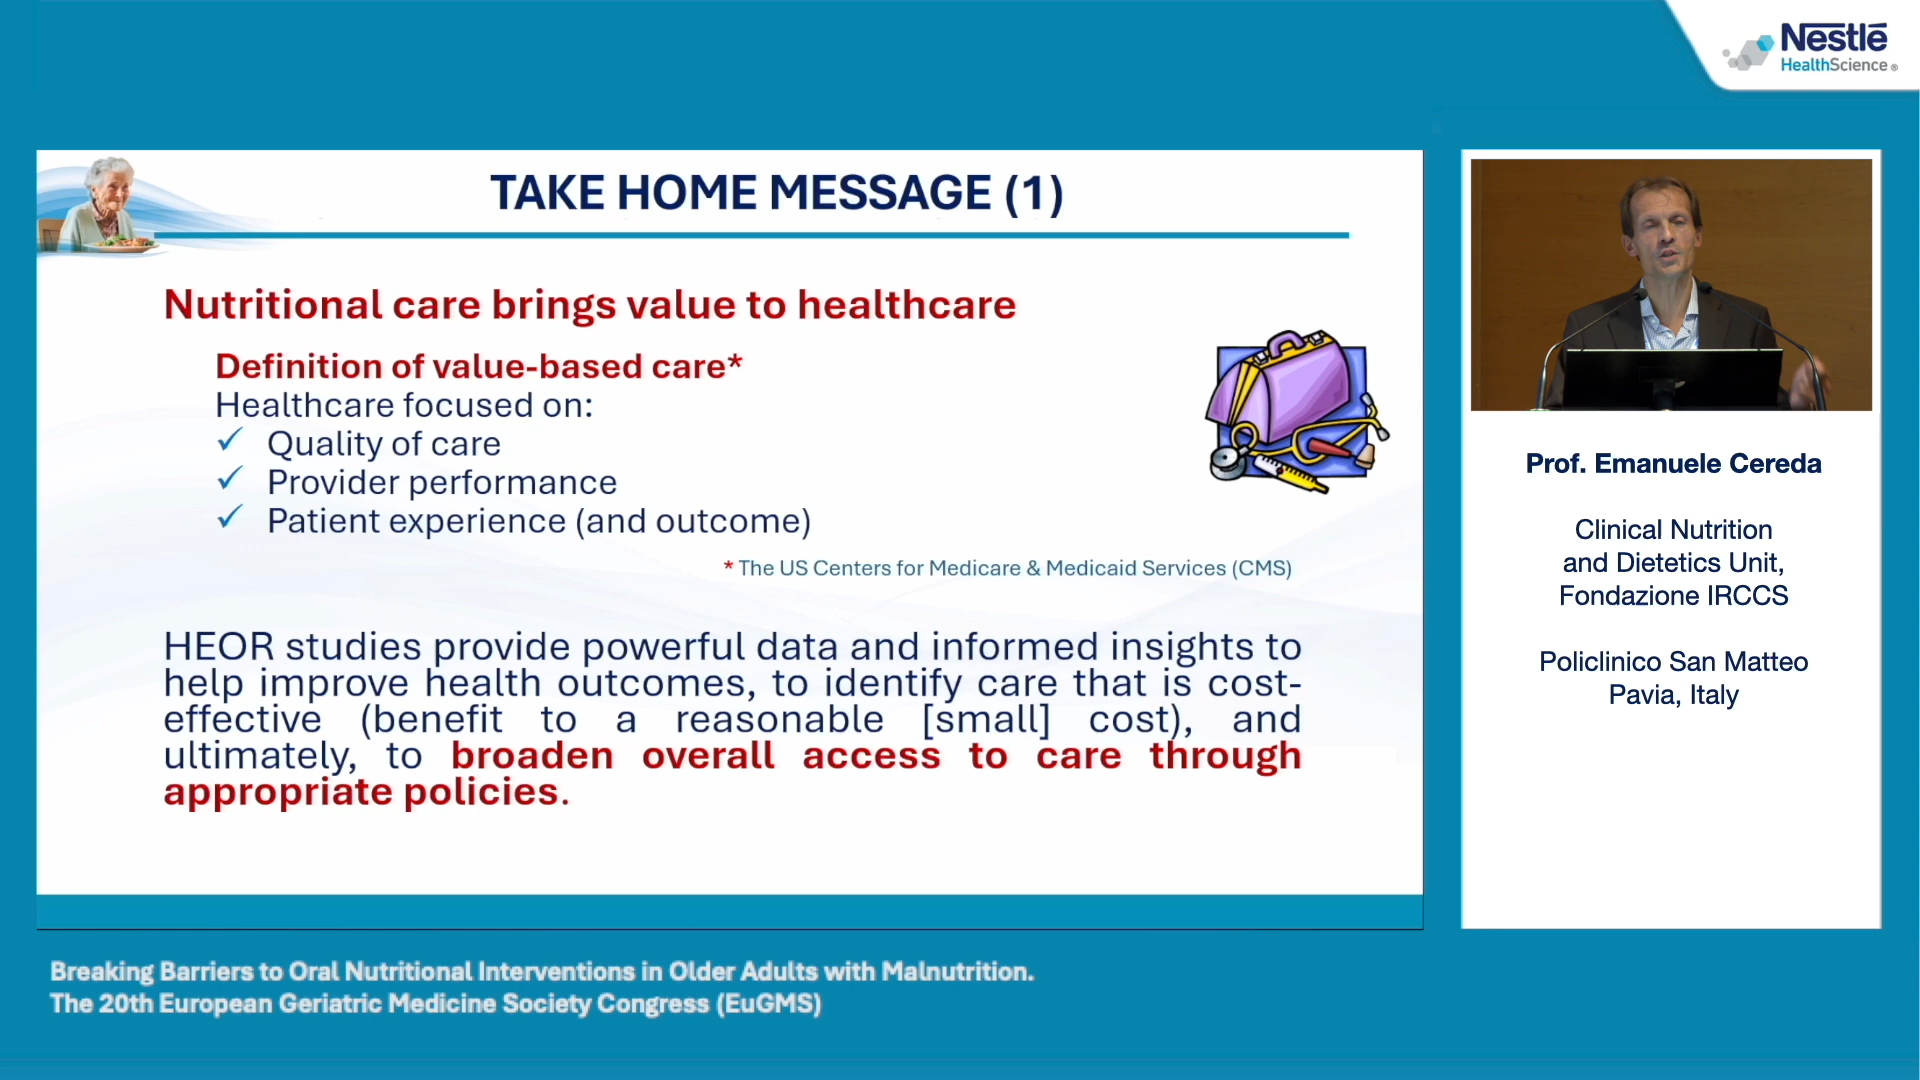 Nestlé
HealthScience®
TAKE HOME MESSAGE (1)
Nutritional care brings value to healthcare
Definition of value-based care*
Healthcare focused on:
✓ Quality of care
✓ Provider performance
✓ Patient experience (and outcome)
* The US Centers for Medicare & Medicaid Services (CMS)
HEOR studies provide powerful data and informed insights to
help improve health outcomes, to identify care that is cost-
effective (benefit to a reasonable [small] cost), and
ultimately, to broaden overall access to care through
appropriate policies.
Prof. Emanuele Cereda
Clinical Nutrition
and Dietetics Unit,
Fondazione IRCCS
Policlinico San Matteo
Pavia, Italy
Breaking Barriers to Oral Nutritional Interventions in Older Adults with Malnutrition.
The 20th European Geriatric Medicine Society Congress (EuGMS)